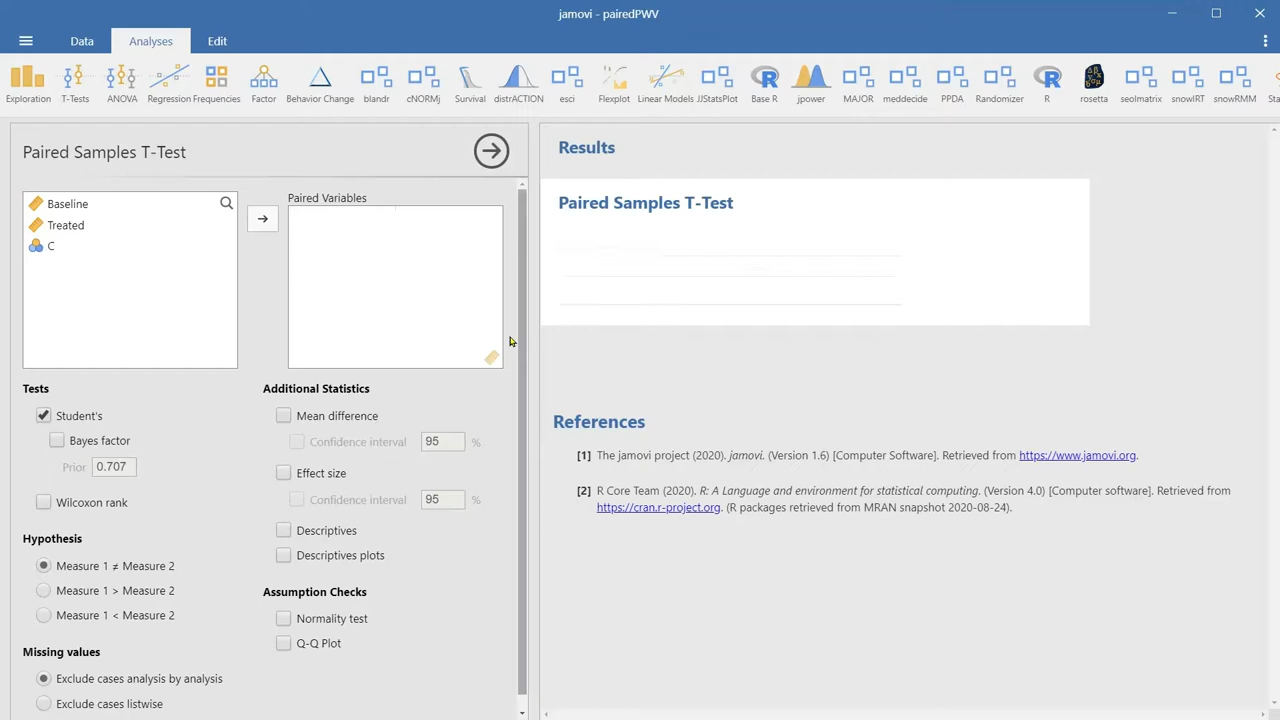 jamovi - pairedPWV
Data Analyses Edit
Exploration T-Tests ANOVA Regression Frequencies Factor Behavior Change blandr cNORMj Survival distrACTION esci Flexplot Linear Models JJStatsPlot Base R jpower MAJOR meddecide PPDA Randomizer R rosetta seolmatrix snowIRT snowRMM
Paired Samples T-Test
Baseline
Treated
C
Paired Variables
Tests
Student's
Bayes factor
Prior 0.707
Wilcoxon rank
Hypothesis
Measure 1 ≠ Measure 2
Measure 1 > Measure 2
Measure 1 < Measure 2
Missing values
Exclude cases analysis by analysis
Exclude cases listwise
Additional Statistics
Mean difference
Confidence interval 95 %
Effect size
Confidence interval 95 %
Descriptives
Descriptives plots
Assumption Checks
Normality test
Q-Q Plot
Results
Paired Samples T-Test
References
[1] The jamovi project (2020). jamovi. (Version 1.6) [Computer Software]. Retrieved from https://www.jamovi.org.
[2] R Core Team (2020). R: A Language and environment for statistical computing. (Version 4.0) [Computer software]. Retrieved from
https://cran.r-project.org. (R packages retrieved from MRAN snapshot 2020-08-24).